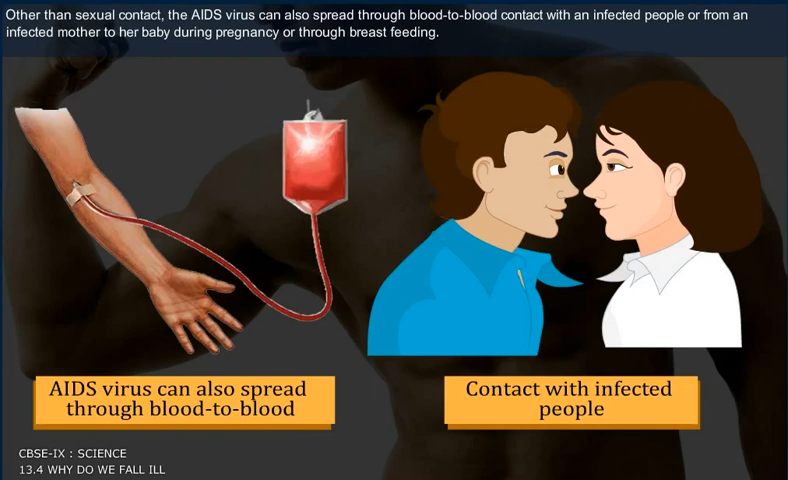 Other than sexual contact, the AIDS virus can also spread through blood-to-blood contact with an infected people or from an
infected mother to her baby during pregnancy or through breast feeding.
AIDS virus can also spread
through blood-to-blood
Contact with infected
people
CBSE-IX : SCIENCE
13.4 WHY DO WE FALL ILL